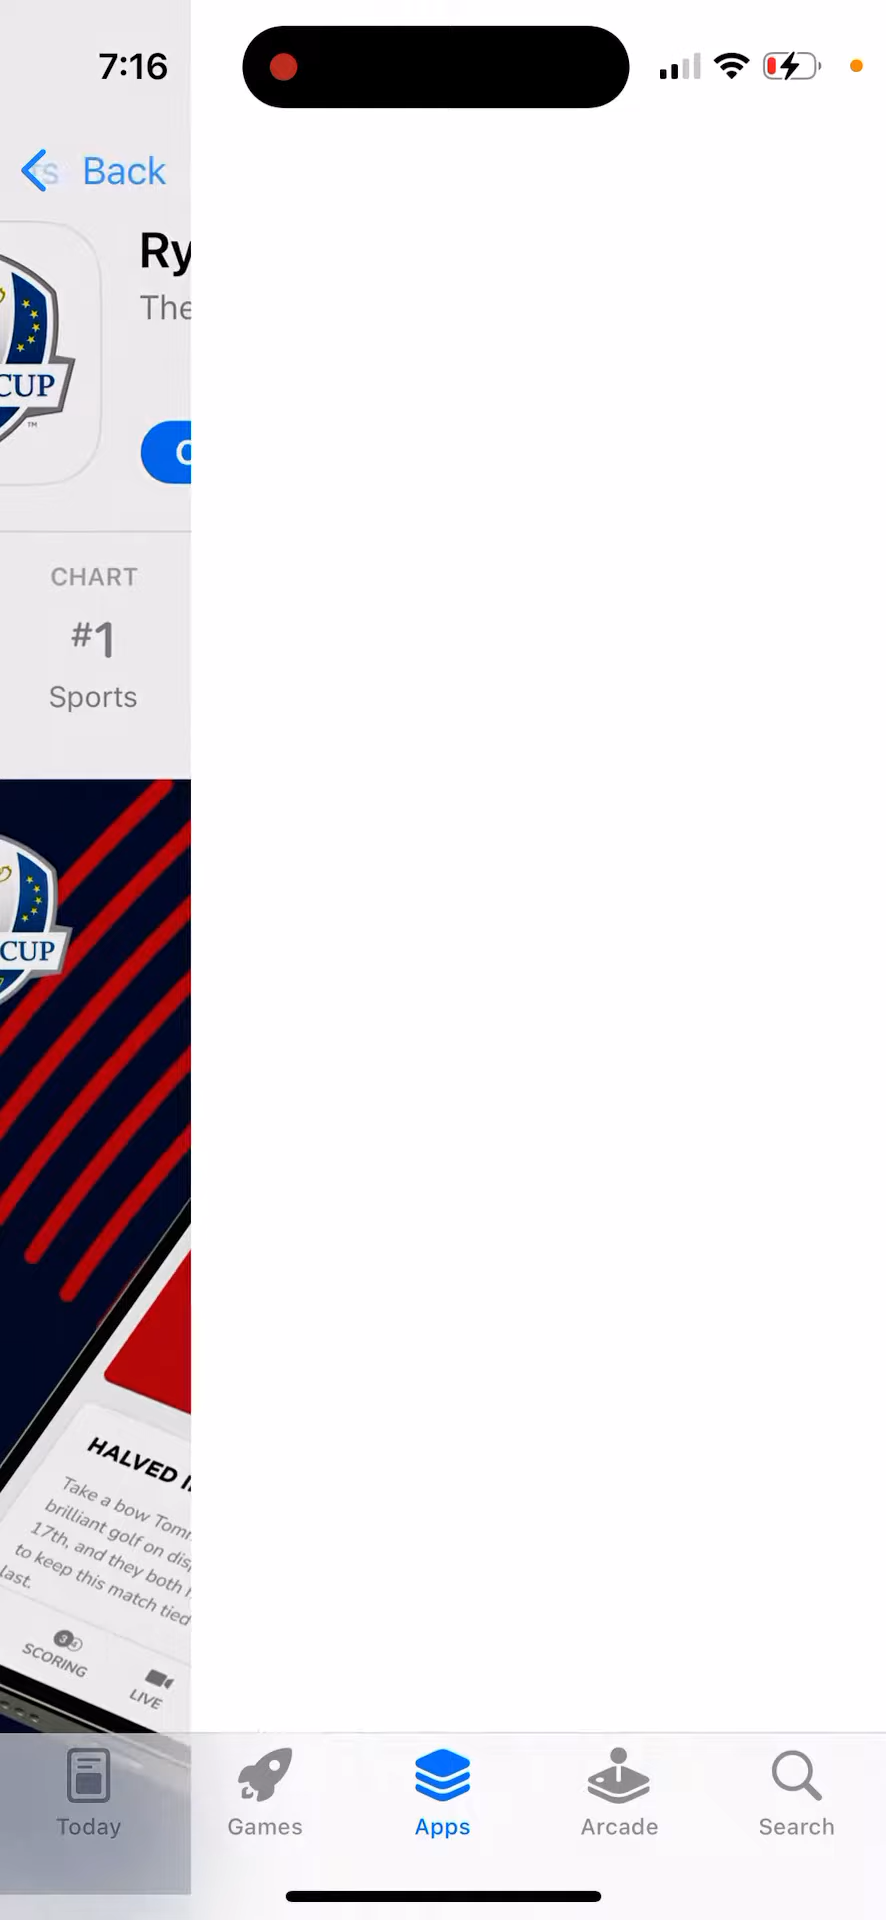 7:16
Back
Ry
The
CUP
TM
CHART
#1
Sports
CUP
HALVED
Take a bow
brilliant golf on
17th, and they both
to keep this match tied
last.
SCORING
LIVE
Today
Games
Apps
Arcade
Search